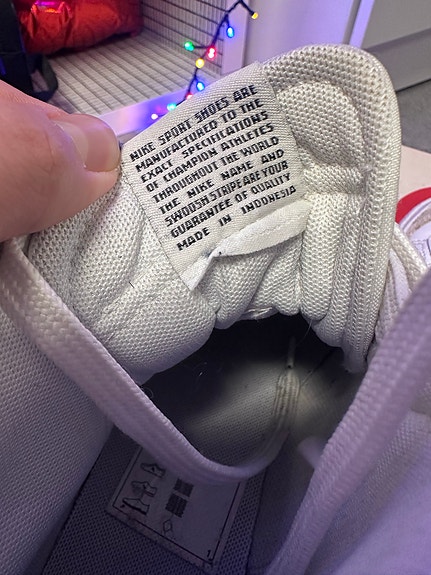 NIKE SPORT SHOES ARE
MANUFACTURED TO THE
EXACT SPECIFICATIONS
OF CHAMPION ATHLETES
THROUGHOUT THE WORLD
THE NIKE NAME AND
SWOOSH STRIPE ARE YOUR
GUARANTEE OF QUALITY
MADE IN INDONESIA